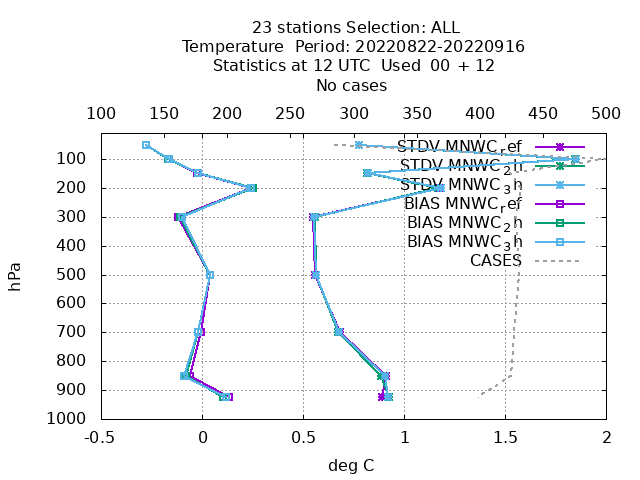 23 stations Selection: ALL
Temperature  Period: 20220822-20220916
Statistics at 12 UTC  Used  00 + 12
No cases
100 150 200 250 300 350 400 450 500
STDV MNWC_ref
100 STDV MNWC_2h
STDV MNWC_3h
200
BIAS MNWC_ref
300 BIAS MNWC_2h
400 BIAS MNWC_3h
CASES
hPa
500
600
700
800
900
1000
-0.5 0 0.5 1 1.5 2
deg C